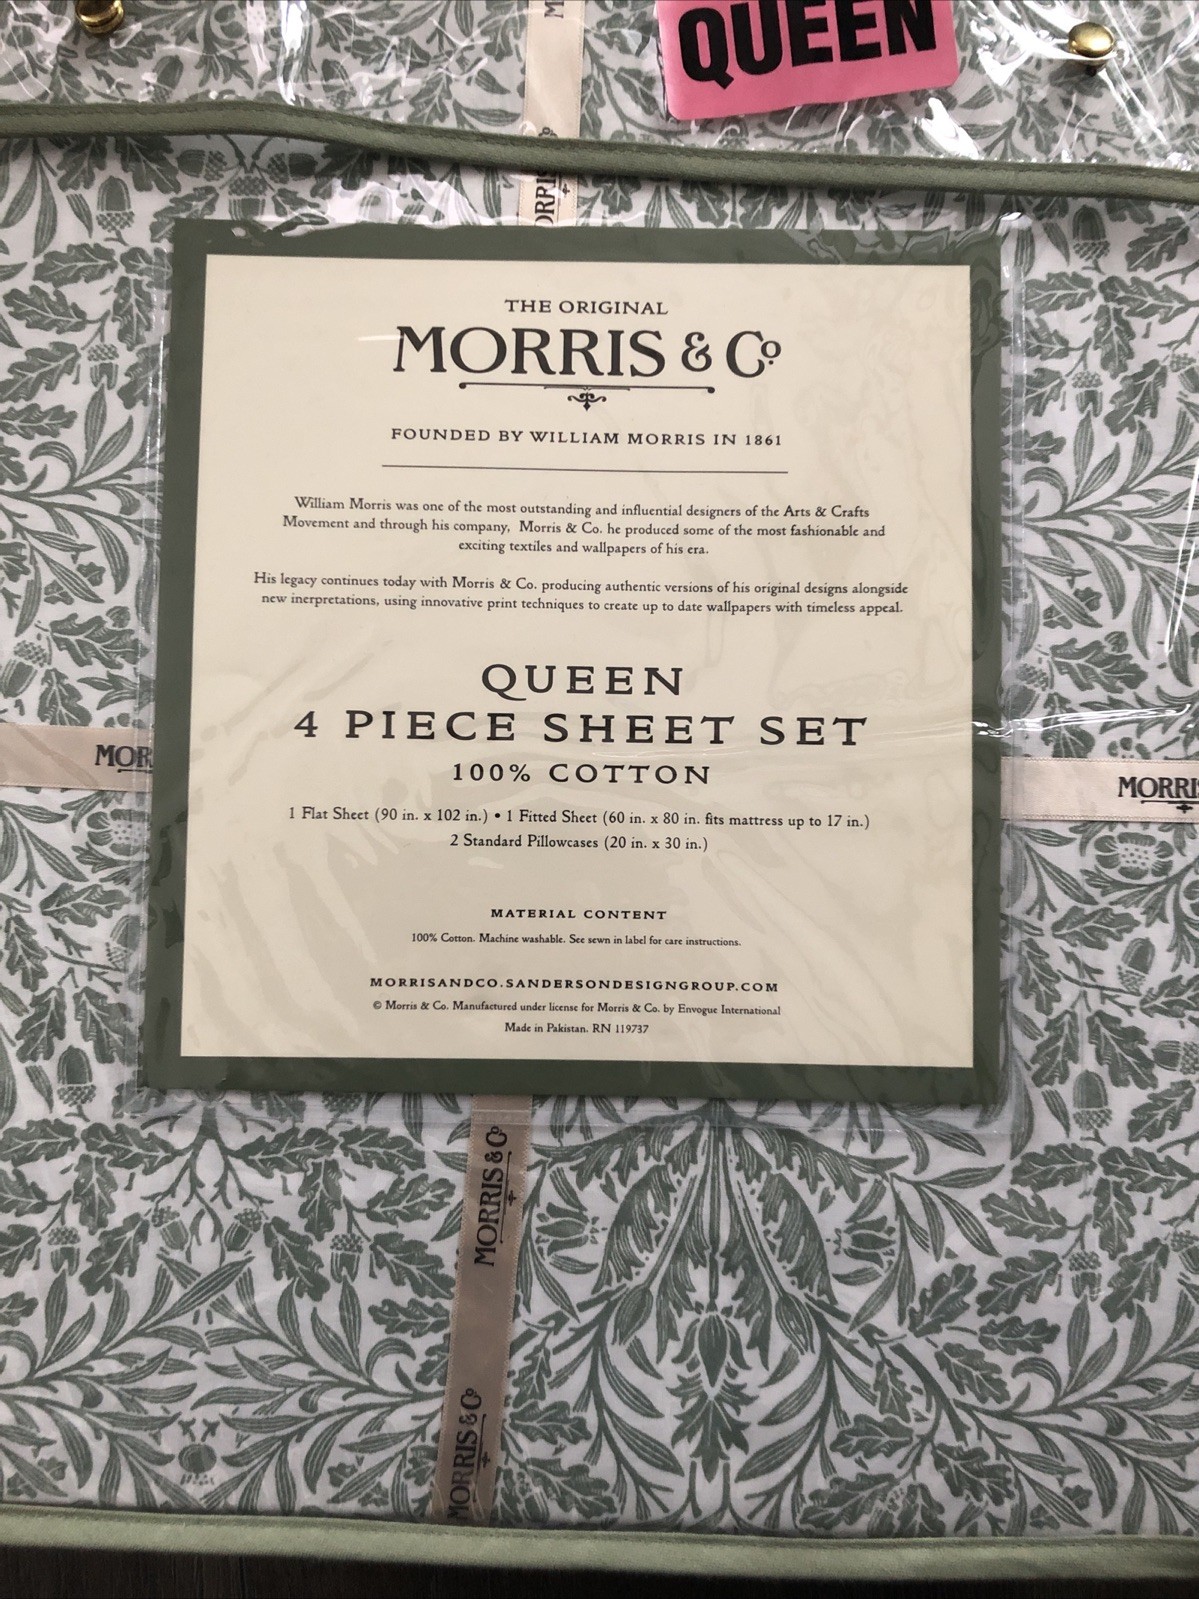 QUEEN
THE ORIGINAL
MORRIS & Co
FOUNDED BY WILLIAM MORRIS IN 1861
William Morris was one of the most outstanding and influential designers of the Arts & Crafts
Movement and through his company, Morris & Co. he produced some of the most fashionable and
exciting textiles and wallpapers of his era.
His legacy continues today with Morris & Co. producing authentic versions of his original designs alongside
new inerpretations, using innovative print techniques to create up to date wallpapers with timeless appeal.
QUEEN
4 PIECE SHEET SET
100% COTTON
1 Flat Sheet (90 in. x 102 in.) • 1 Fitted Sheet (60 in. x 80 in. fits mattress up to 17 in.)
2 Standard Pillowcases (20 in. x 30 in.)
MATERIAL CONTENT
100% Cotton. Machine washable. See sewn in label for care instructions.
MORRISANDCO.SANDERSONDESIGNGROUP.COM
© Morris & Co. Manufactured under license for Morris & Co. by Envogue International
Made in Pakistan. RN 119737
MOR
MORRI
MORRIS & Co
MORRIS & Co